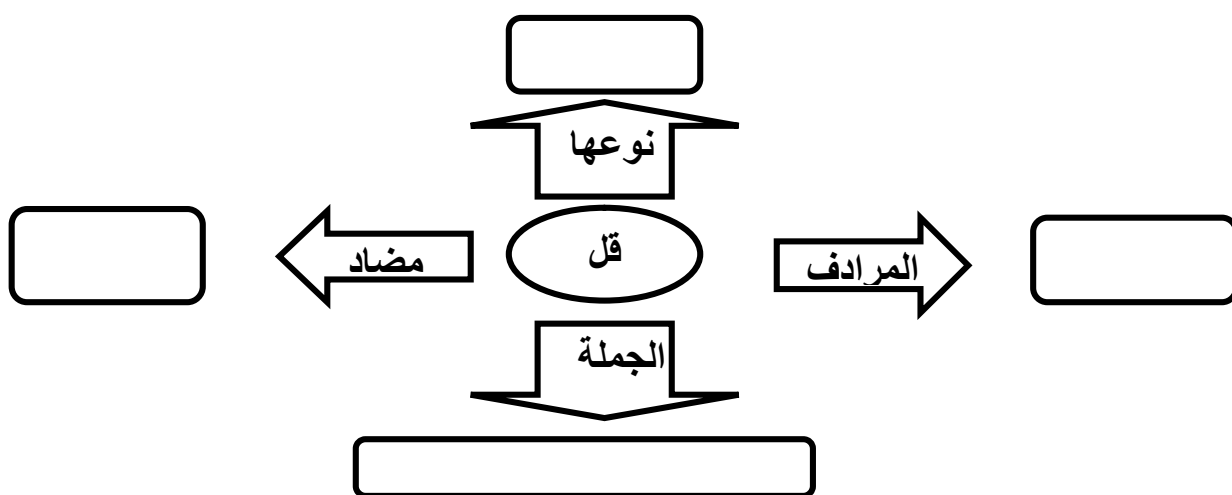 نوعها
المرادف
قل
مضاد
الجملة